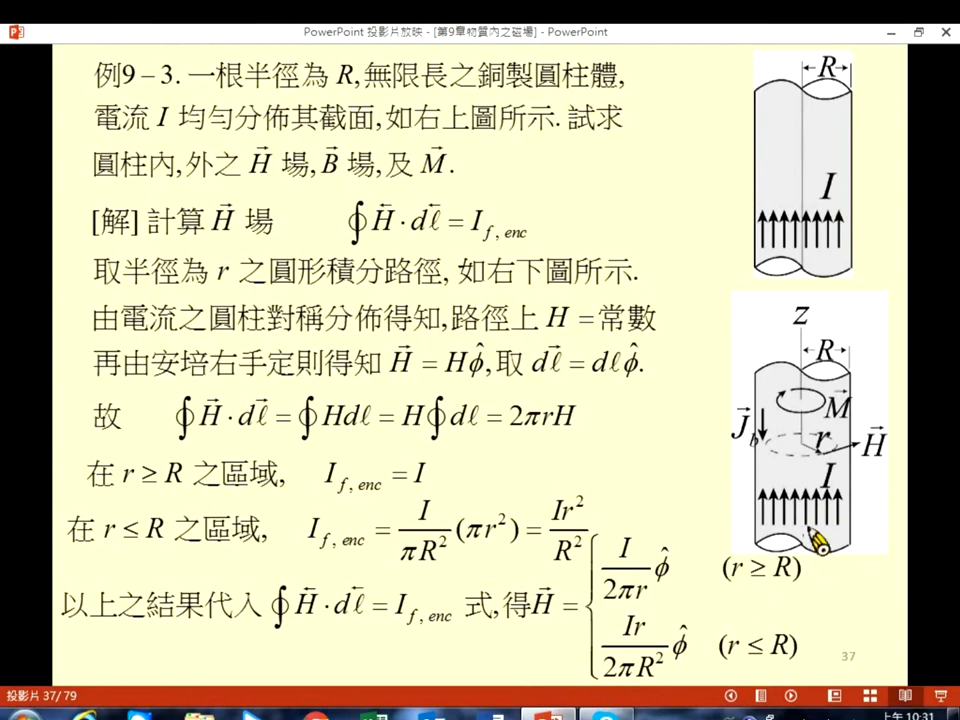 PowerPoint 投影片放映 - [第9章物質內之磁場] - PowerPoint
例9－3. 一根半徑為 R, 無限長之銅製圓柱體,
電流 I 均勻分佈其截面, 如右上圖所示. 試求
圓柱內, 外之 H⃗ 場, B⃗ 場, 及 M⃗ .
[解] 計算 H⃗ 場 ∮H⃗ · dℓ⃗ = I_{f, enc}
取半徑為 r 之圓形積分路徑, 如右下圖所示.
由電流之圓柱對稱分佈得知, 路徑上 H = 常數
再由安培右手定則得知 H⃗ = Hφ̂, 取 dℓ⃗ = dℓφ̂.
故 ∮H⃗ · dℓ⃗ = ∮Hdℓ = H∮dℓ = 2πrH
在 r ≥ R 之區域, I_{f, enc} = I
在 r ≤ R 之區域, I_{f, enc} = I/(πR²) (πr²) = Ir²/R²
以上之結果代入 ∮H⃗ · dℓ⃗ = I_{f, enc} 式, 得 H⃗ =
I/(2πr) φ̂ (r ≥ R)
Ir/(2πR²) φ̂ (r ≤ R)
R
I
z
R
M⃗
J⃗_b
r
H⃗
I
37
投影片 37/ 79
上午 10:31